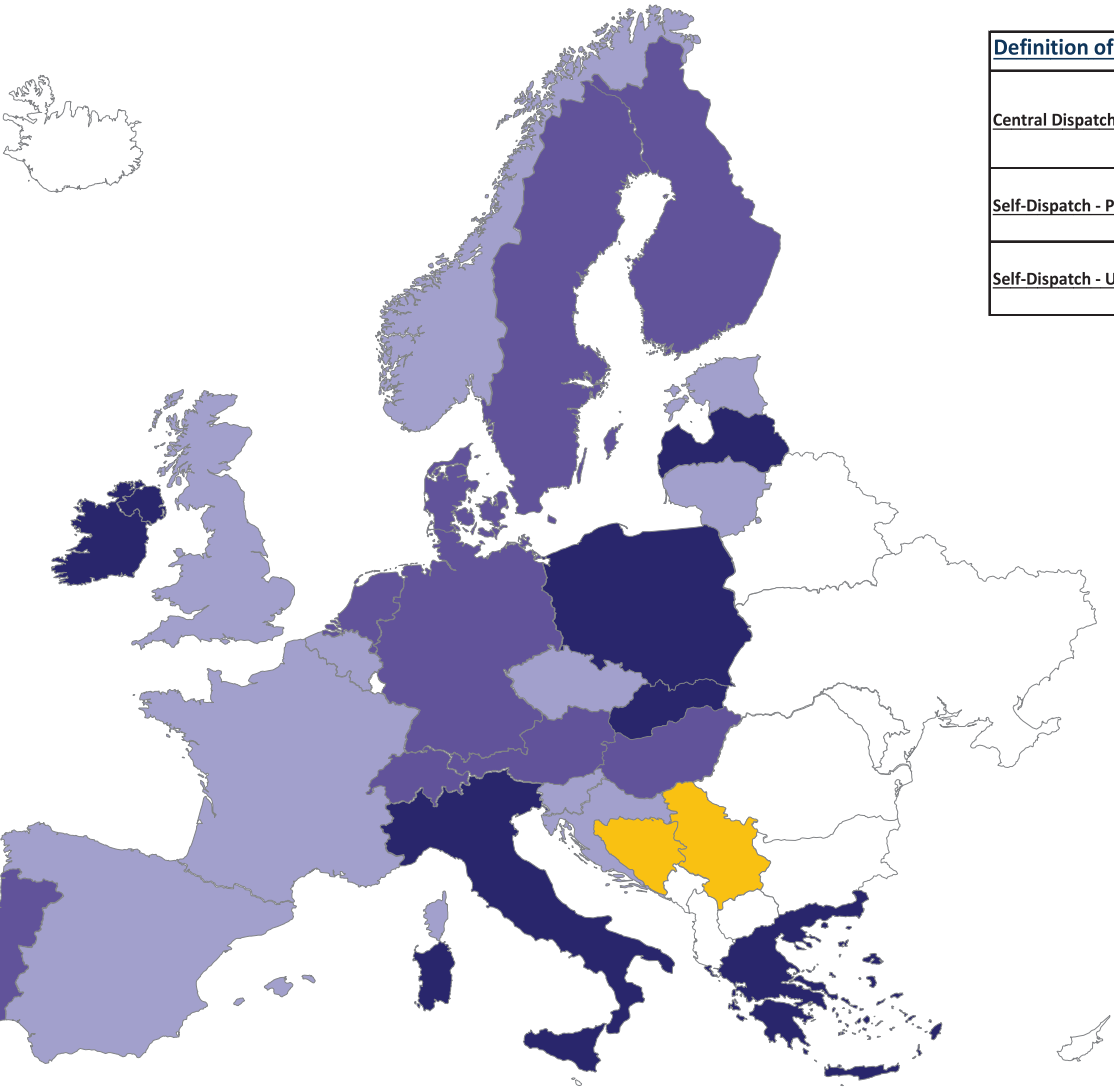 Definition of
Central Dispatch
Self-Dispatch - P
Self-Dispatch - U